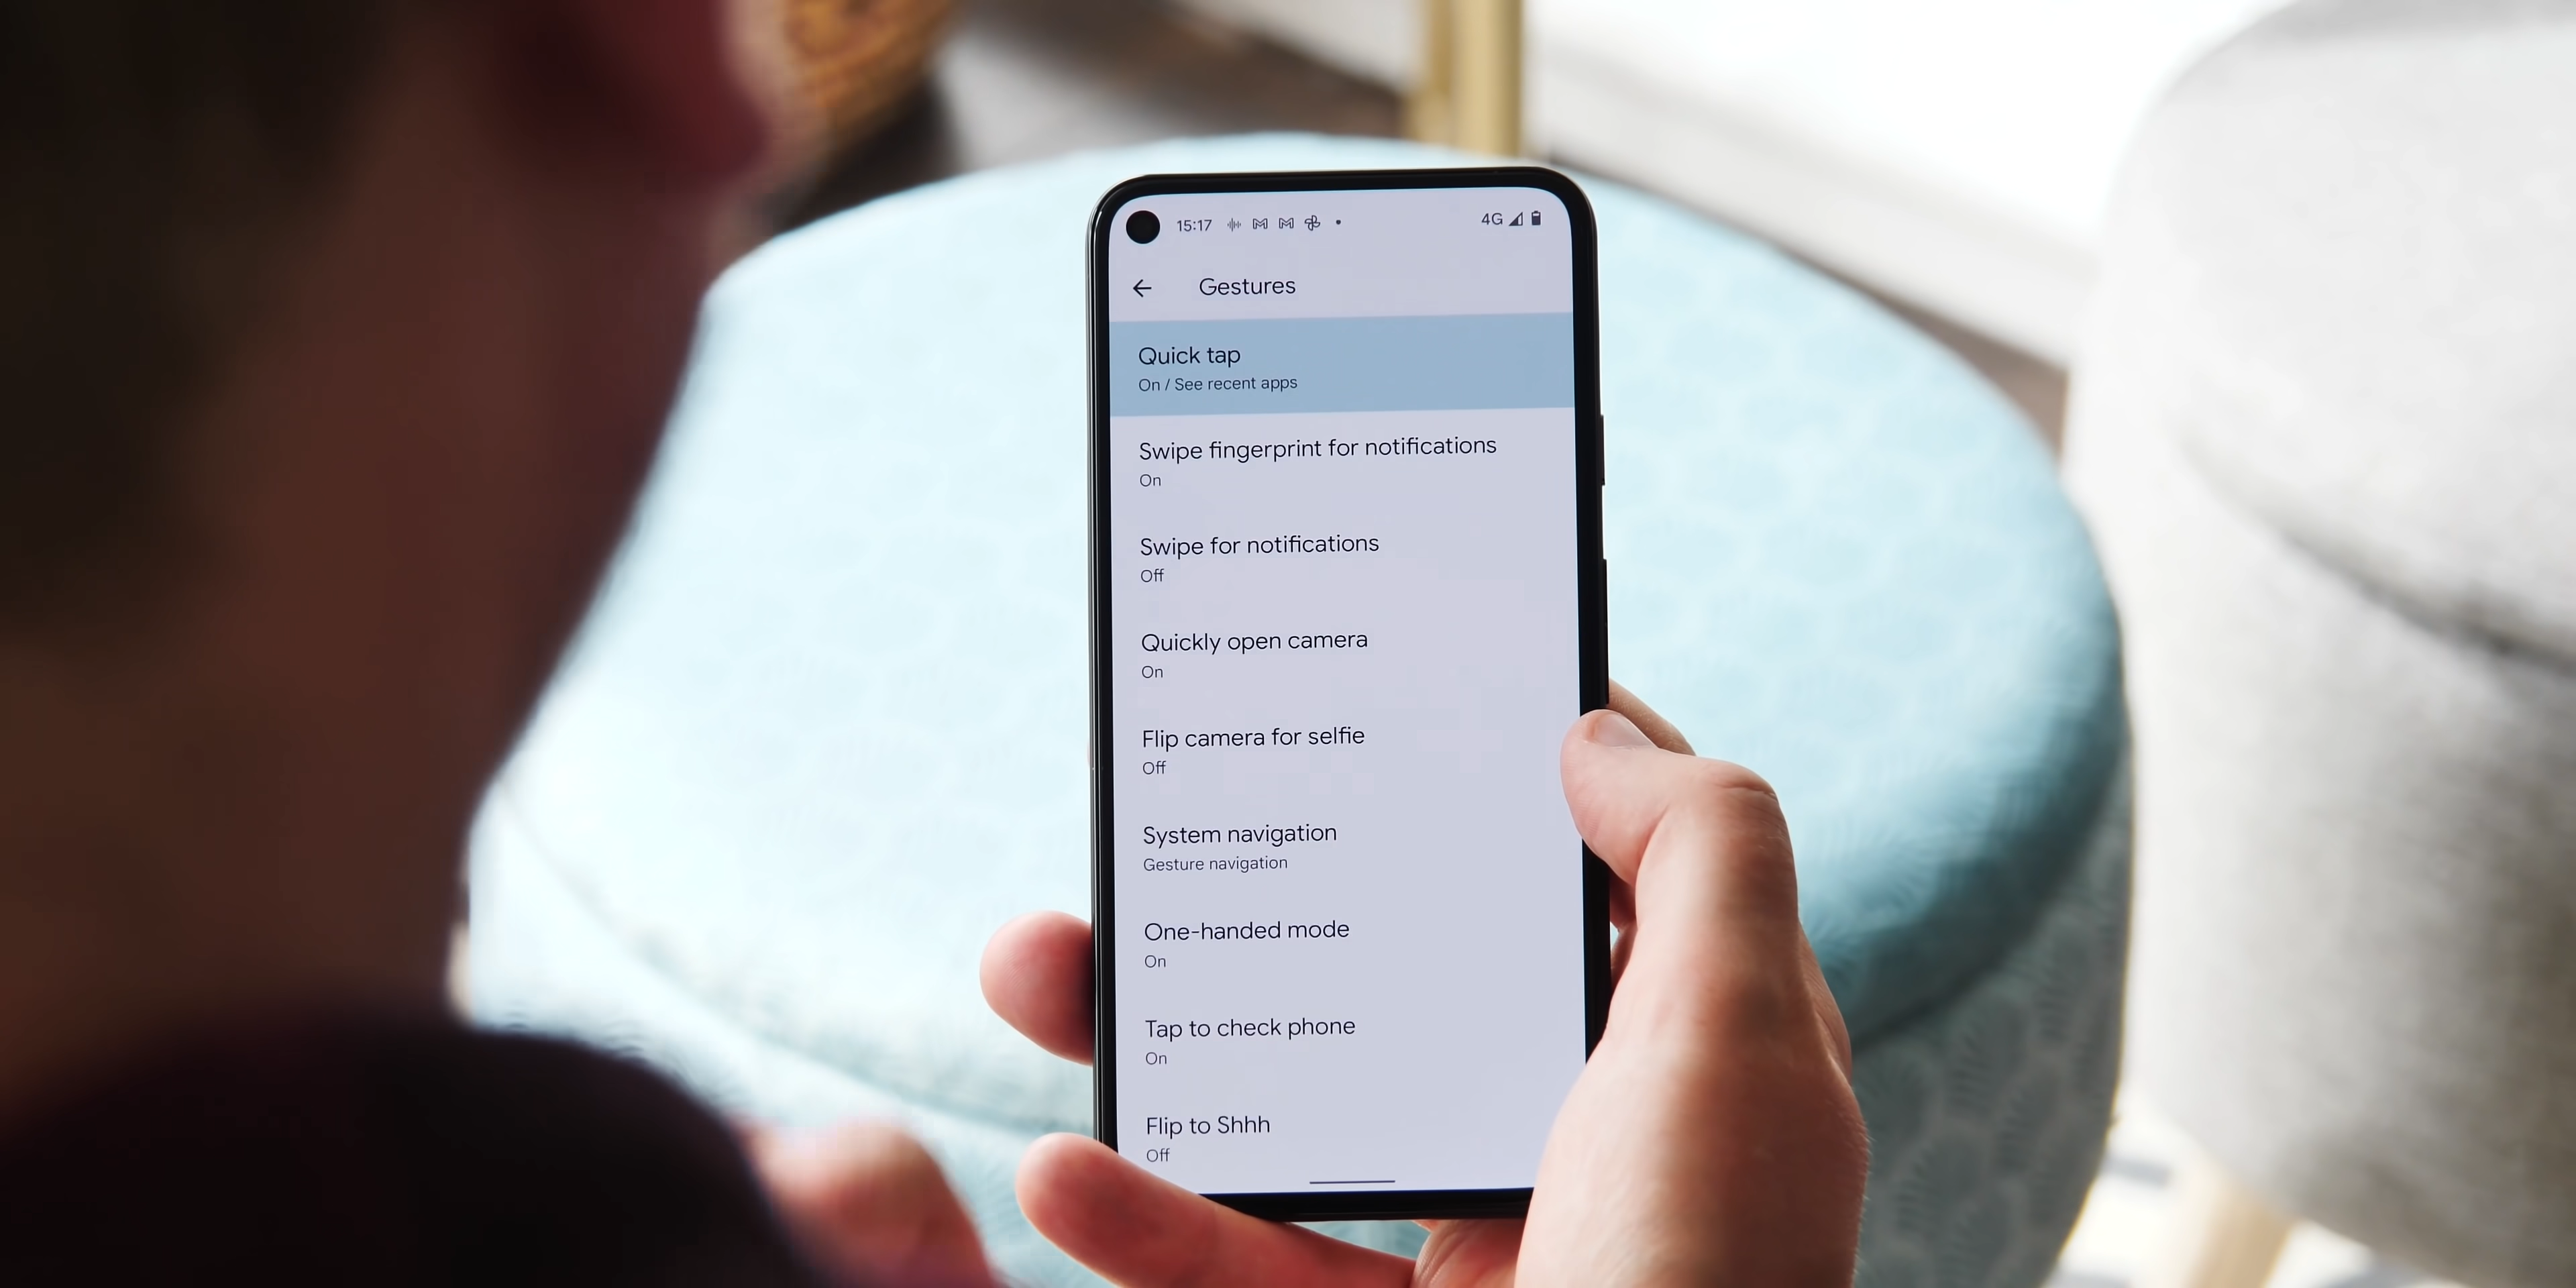 15:17
4G
Gestures
Quick tap
On / See recent apps
Swipe fingerprint for notifications
On
Swipe for notifications
Off
Quickly open camera
On
Flip camera for selfie
Off
System navigation
Gesture navigation
One-handed mode
On
Tap to check phone
On
Flip to Shhh
Off